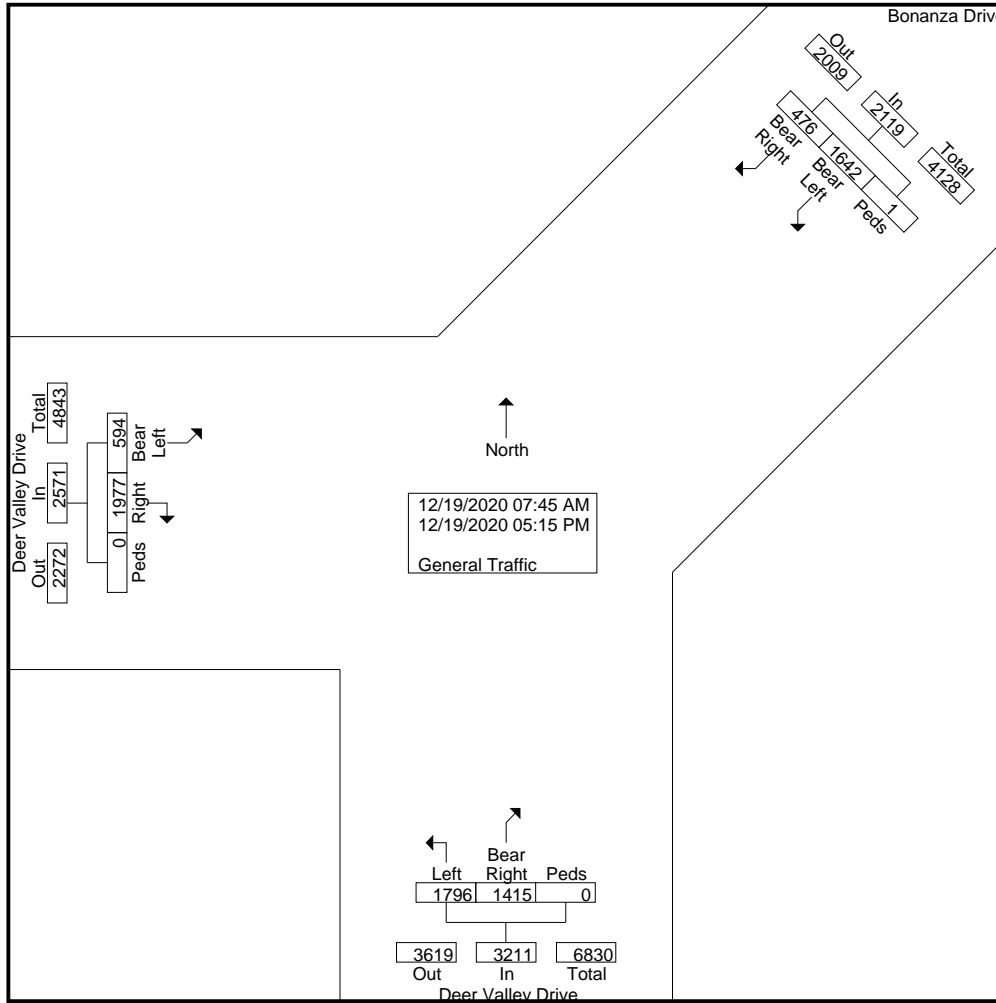 Bonanza Driv
Out
2009
In
2119
Total
4128
476
1642
1
Bear
Right
Bear
Left
Peds
Deer Valley Drive
Total
4843
In
2571
Out
2272
594
1977
0
Bear
Left
Right
Peds
North
12/19/2020 07:45 AM
12/19/2020 05:15 PM
General Traffic
Bear
Left Right Peds
1796 1415 0
3619 3211 6830
Out In Total
Deer Valley Drive